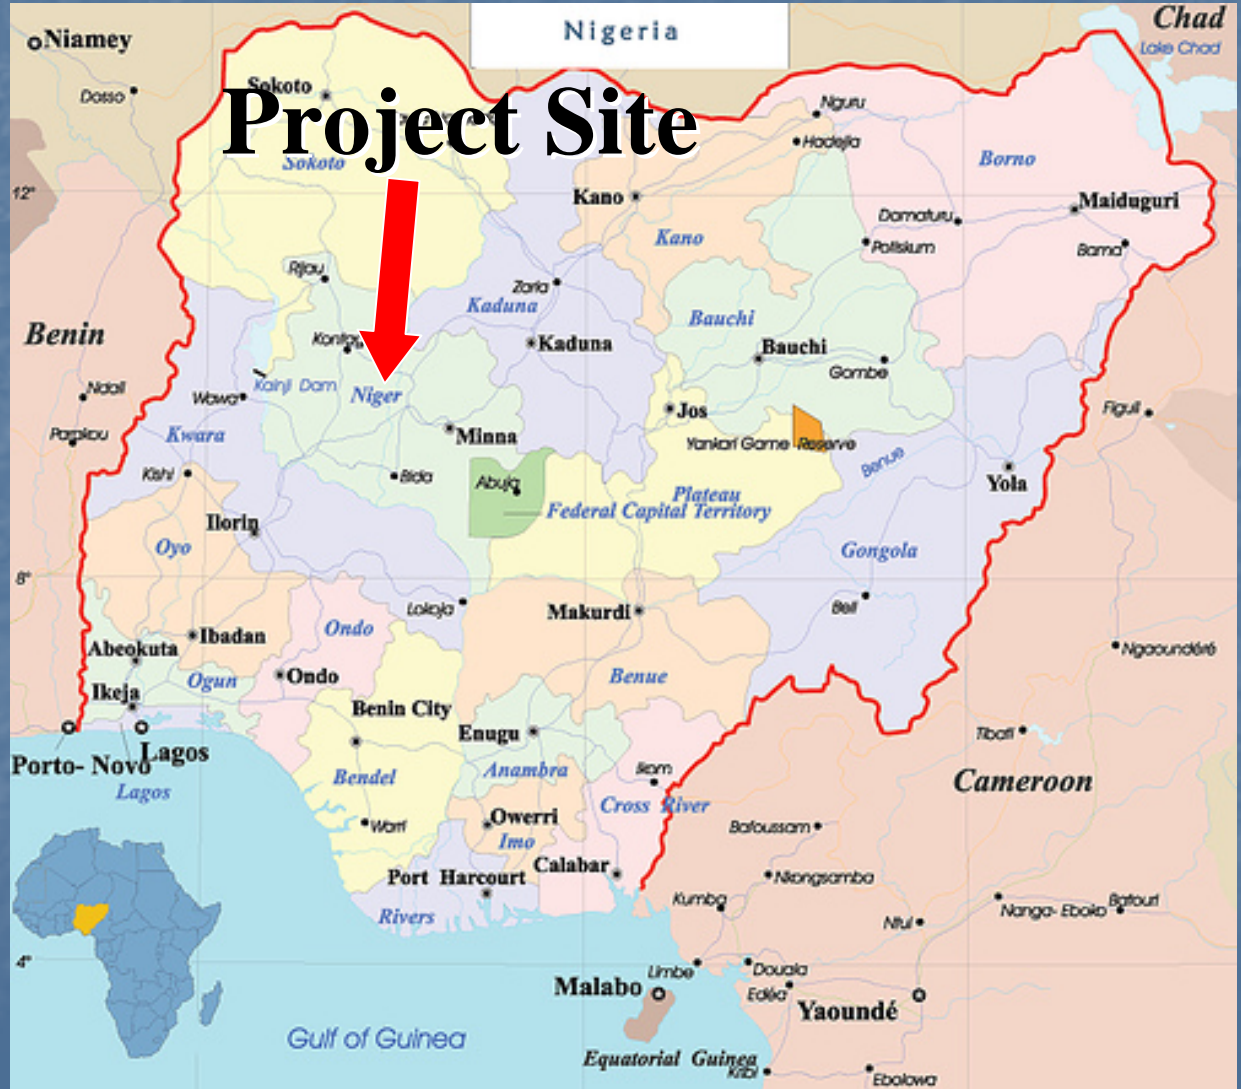 Nigeria
Chad
Lake Chad
Niamey
Dosso
Sokoto
Project Site
Sokoto
Nguru
Hadejia
Borno
12°
Kano
Maiduguri
Damaturu
Kano
Potiskum
Bama
Rijau
Zaria
Kaduna
Bauchi
Benin
Kaduna
Bauchi
Gombe
Kainji Dam
Niger
Ndali
Wawa
Jos
Figuil
Parakou
Kwara
Minna
Yankari Game Reserve
Kishi
Bida
Abuja
Benue
Yola
Plateau
Federal Capital Territory
Ilorin
Oyo
Gongola
8°
Lokoja
Makurdi
Bell
Ibadan
Ondo
Abeokuta
Ngaoundéré
Ogun
Ondo
Benue
Ikeja
Benin City
Enugu
Tibati
Porto- Novo
Lagos
Lagos
Bendel
Anambra
Ikom
Cameroon
Cross River
Warri
Owerri
Imo
Bafoussam
Port Harcourt
Calabar
Nkongsamba
Rivers
Kumba
Ntui
Nanga- Eboko
Batouri
4°
Limbe
Douala
Malabo
Edéa
Yaoundé
Gulf of Guinea
Equatorial Guinea
Kribi
Ebolowa